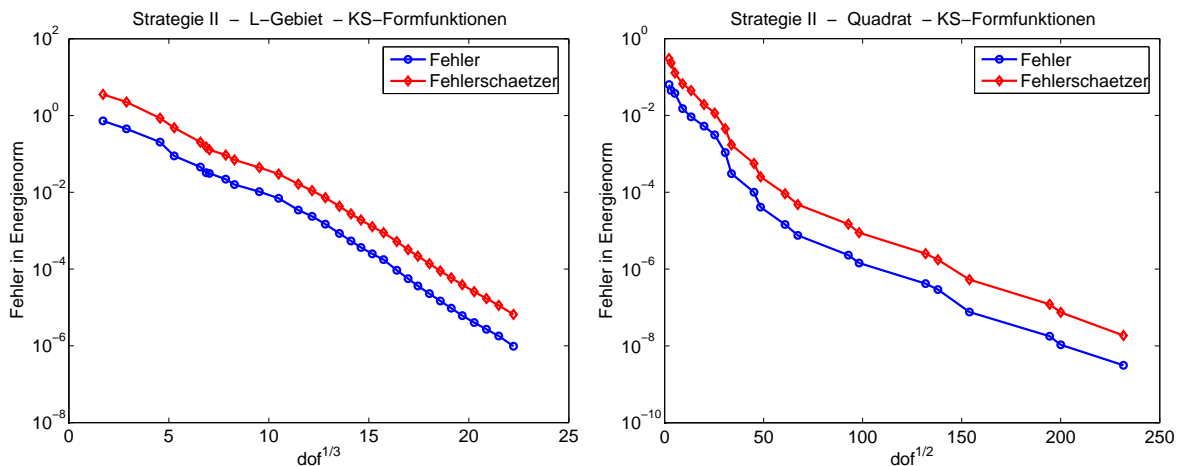 Strategie II − L−Gebiet − KS−Formfunktionen
Fehler in Energienorm
10^2
10^0
10^−2
10^−4
10^−6
10^−8
Fehler
Fehlerschaetzer
0 5 10 15 20 25
dof^1/3
Strategie II − Quadrat − KS−Formfunktionen
Fehler in Energienorm
10^0
10^−2
10^−4
10^−6
10^−8
10^−10
Fehler
Fehlerschaetzer
0 50 100 150 200 250
dof^1/2